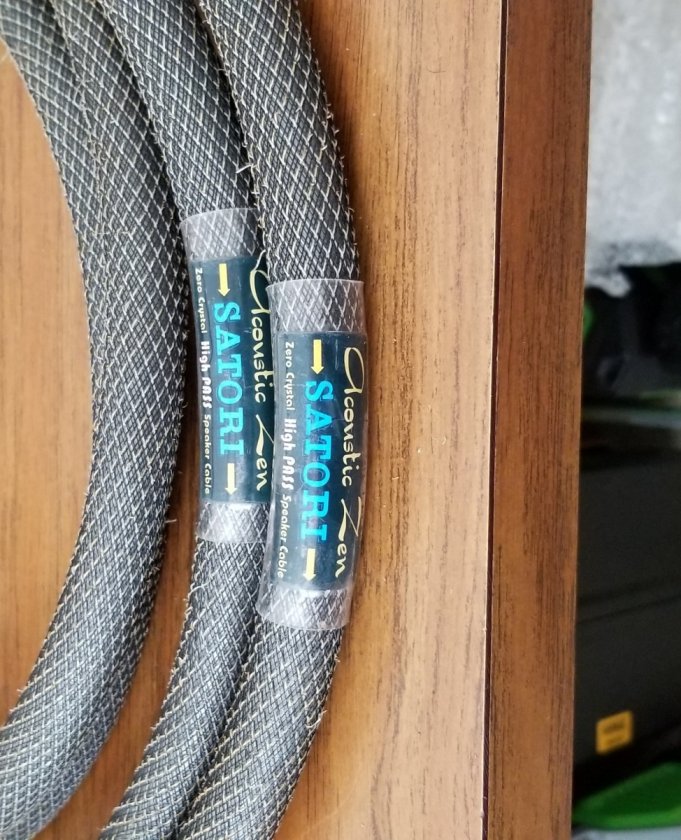 Acoustic Zen
SATORI
Zero Crystal High PASS Speaker Cable
Acoustic Zen
SATORI
Zero Crystal High PASS Speaker Cable